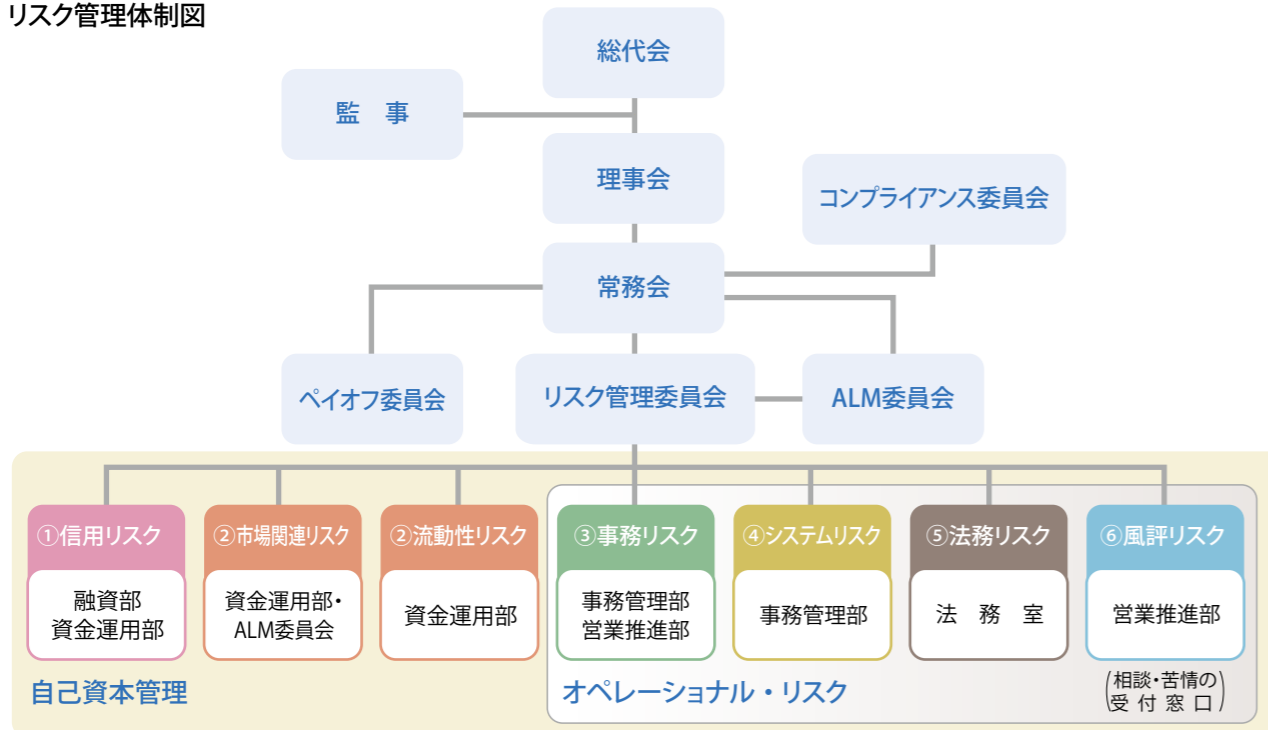 リスク管理体制図
総代会
監　事
理事会
コンプライアンス委員会
常務会
ペイオフ委員会
リスク管理委員会
ALM委員会
①信用リスク
融資部
資金運用部
②市場関連リスク
資金運用部・
ALM委員会
②流動性リスク
資金運用部
③事務リスク
事務管理部
営業推進部
④システムリスク
事務管理部
⑤法務リスク
法　務　室
⑥風評リスク
営業推進部
(相談・苦情の
受 付 窓 口)
自己資本管理
オペレーショナル・リスク